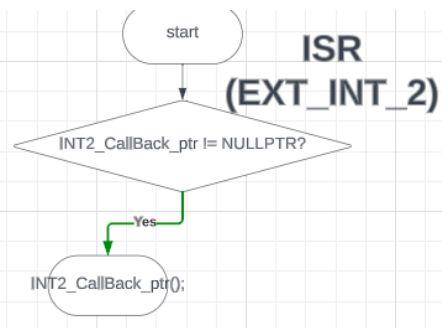 start
ISR
(EXT_INT_2)
INT2_CallBack_ptr != NULLPTR?
Yes
INT2_CallBack_ptr();